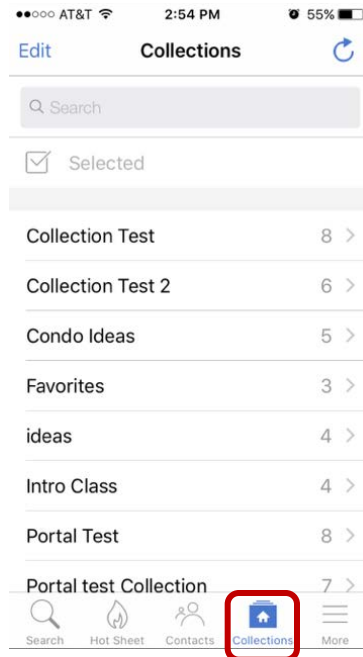 AT&T 2:54 PM 55%
Edit Collections
Search
Selected
Collection Test 8
Collection Test 2 6
Condo Ideas 5
Favorites 3
ideas 4
Intro Class 4
Portal Test 8
Portal test Collection 7
Search Hot Sheet Contacts Collections More